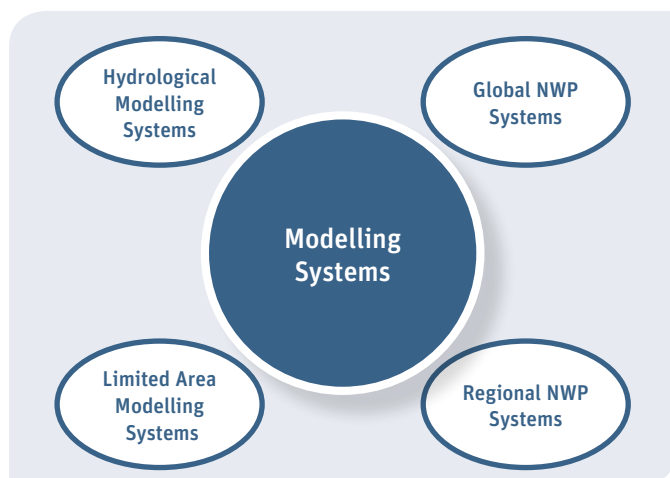 Hydrological
Modelling
Systems
Global NWP
Systems
Modelling
Systems
Limited Area
Modelling
Systems
Regional NWP
Systems